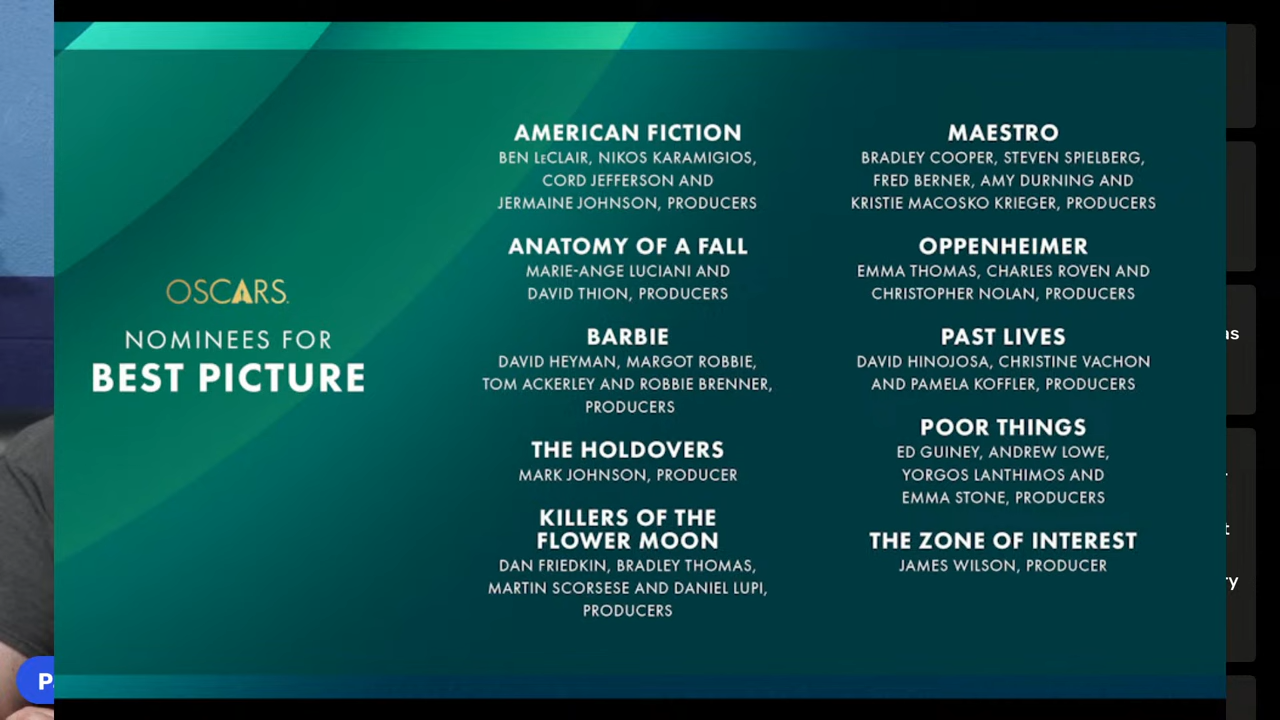 OSCARS
NOMINEES FOR
BEST PICTURE
AMERICAN FICTION
BEN LeCLAIR, NIKOS KARAMIGIOS,
CORD JEFFERSON AND
JERMAINE JOHNSON, PRODUCERS
ANATOMY OF A FALL
MARIE-ANGE LUCIANI AND
DAVID THION, PRODUCERS
BARBIE
DAVID HEYMAN, MARGOT ROBBIE,
TOM ACKERLEY AND ROBBIE BRENNER,
PRODUCERS
THE HOLDOVERS
MARK JOHNSON, PRODUCER
KILLERS OF THE
FLOWER MOON
DAN FRIEDKIN, BRADLEY THOMAS,
MARTIN SCORSESE AND DANIEL LUPI,
PRODUCERS
MAESTRO
BRADLEY COOPER, STEVEN SPIELBERG,
FRED BERNER, AMY DURNING AND
KRISTIE MACOSKO KRIEGER, PRODUCERS
OPPENHEIMER
EMMA THOMAS, CHARLES ROVEN AND
CHRISTOPHER NOLAN, PRODUCERS
PAST LIVES
DAVID HINOJOSA, CHRISTINE VACHON
AND PAMELA KOFFLER, PRODUCERS
POOR THINGS
ED GUINEY, ANDREW LOWE,
YORGOS LANTHIMOS AND
EMMA STONE, PRODUCERS
THE ZONE OF INTEREST
JAMES WILSON, PRODUCER